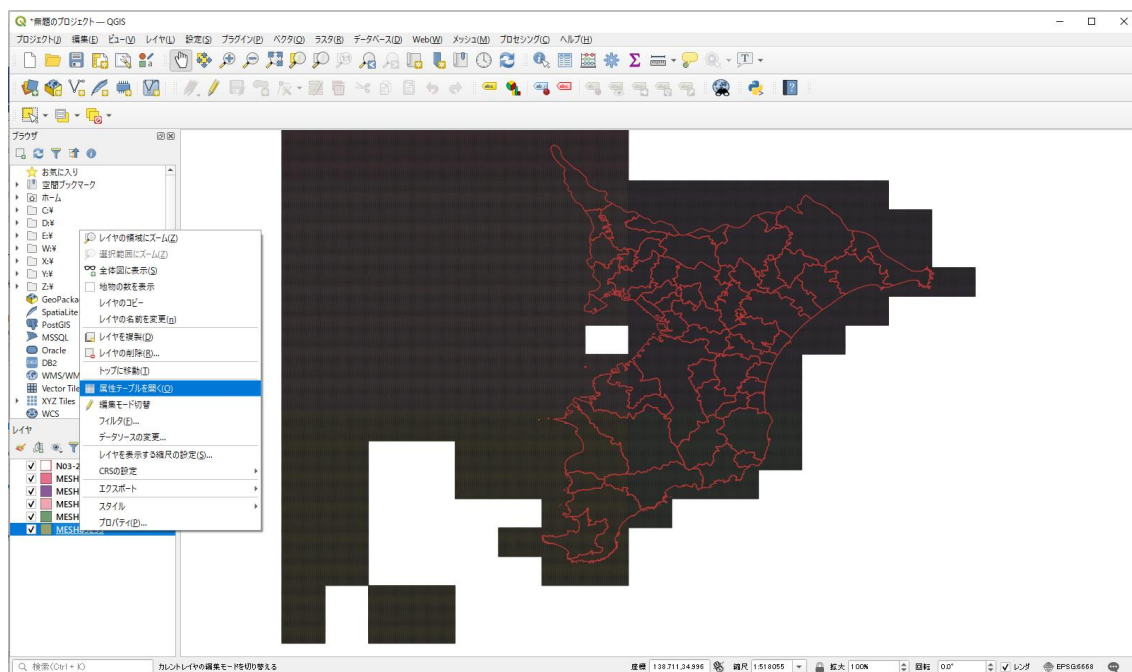 *無題のプロジェクト — QGIS
プロジェクト(J) 編集(E) ビュー(V) レイヤ(L) 設定(S) プラグイン(P) ベクタ(O) ラスタ(R) データベース(D) Web(W) メッシュ(M) プロセシング(C) ヘルプ(H)
ブラウザ
お気に入り
空間ブックマーク
ホーム
C:¥
D:¥
E:¥
W:¥
X:¥
Y:¥
Z:¥
GeoPacka
SpatiaLite
PostGIS
MSSQL
Oracle
DB2
WMS/WM
Vector Tile
XYZ Tiles
WCS
レイヤの領域にズーム(Z)
選択範囲にズーム(Z)
全体図に表示(S)
地物の数を表示
レイヤのコピー
レイヤの名前を変更(n)
レイヤを複製(D)
レイヤの削除(R)...
トップに移動(T)
属性テーブルを開く(O)
編集モード切替
フィルタ(F)...
データソースの変更...
レイヤを表示する縮尺の設定(S)...
CRSの設定
エクスポート
スタイル
プロパティ(P)...
レイヤ
N03-2
MESH
MESH
MESH
MESH
検索(Ctrl + K)
カレントレイヤの編集モードを切り替える
座標 138.711,34.996 縮尺 1:518055 拡大 100% 回転 0.0° レンダ EPSG:6668